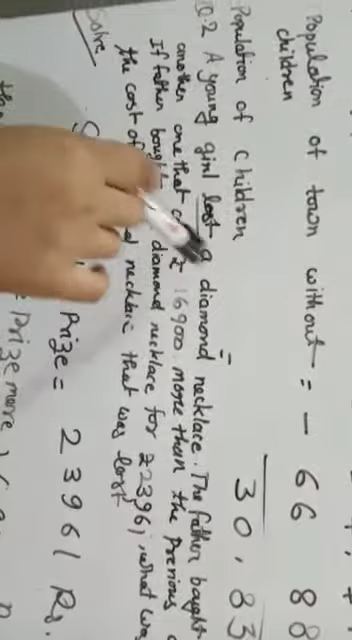 Population of town without = - 66 88
children
Population of children 30,83
Q.2 A young girl lost a diamond necklace. The father bought
another one that ₹ 16900 more than the previous
If father bought diamond necklace for ₹23961, what was
the cost of necklace that was lost
Solve
Prize = 23961 Rs.
Prize more